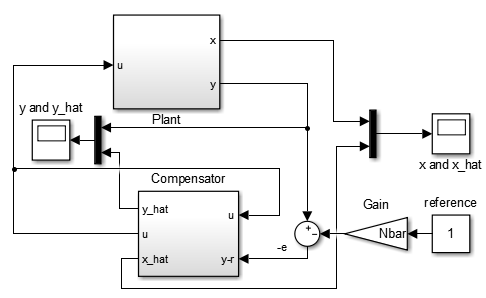 x
u
y
y and y_hat
Plant
x and x_hat
Compensator
Gain
reference
y_hat
u
u
x_hat
y-r
-e
+
−
Nbar
1